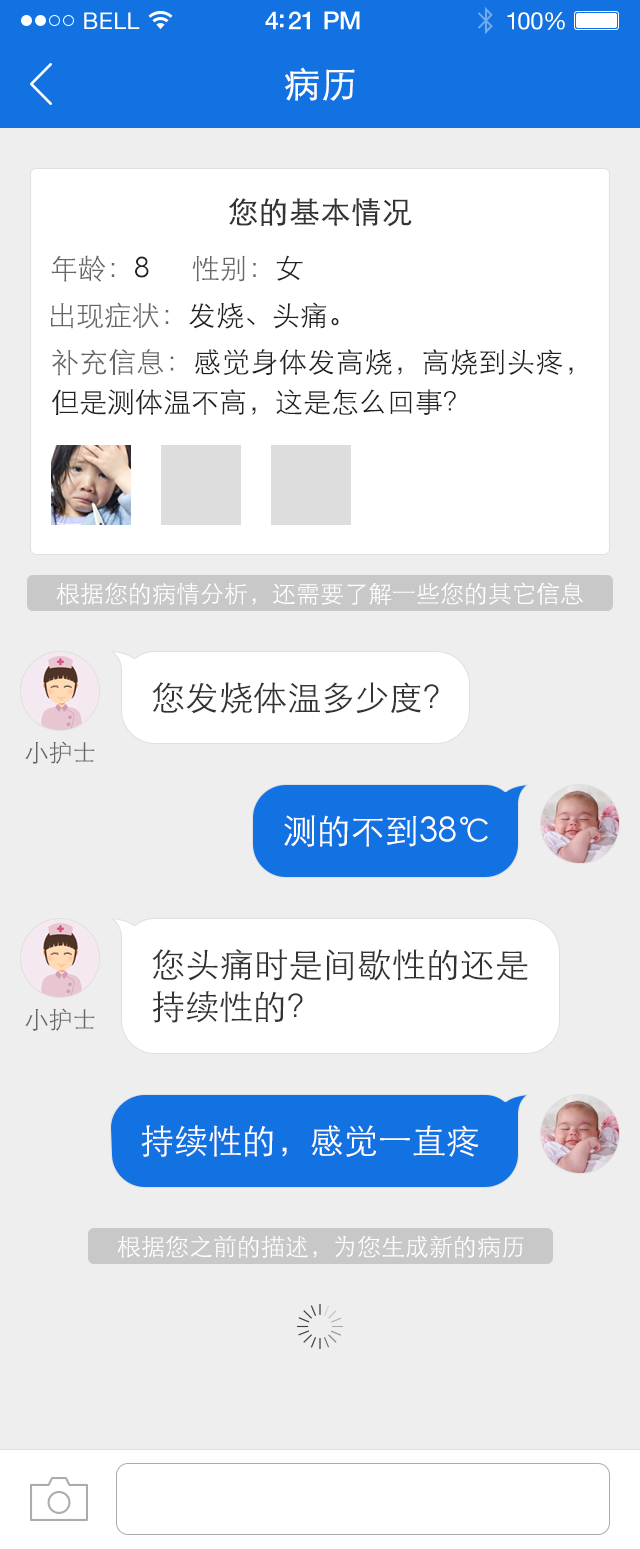 BELL 4:21 PM 100%
病历
您的基本情况
年龄：8 性别：女
出现症状：发烧、头痛。
补充信息：感觉身体发高烧，高烧到头疼，
但是测体温不高，这是怎么回事?
根据您的病情分析，还需要了解一些您的其它信息
您发烧体温多少度?
小护士
测的不到38℃
您头痛时是间歇性的还是
持续性的?
小护士
持续性的，感觉一直疼
根据您之前的描述，为您生成新的病历